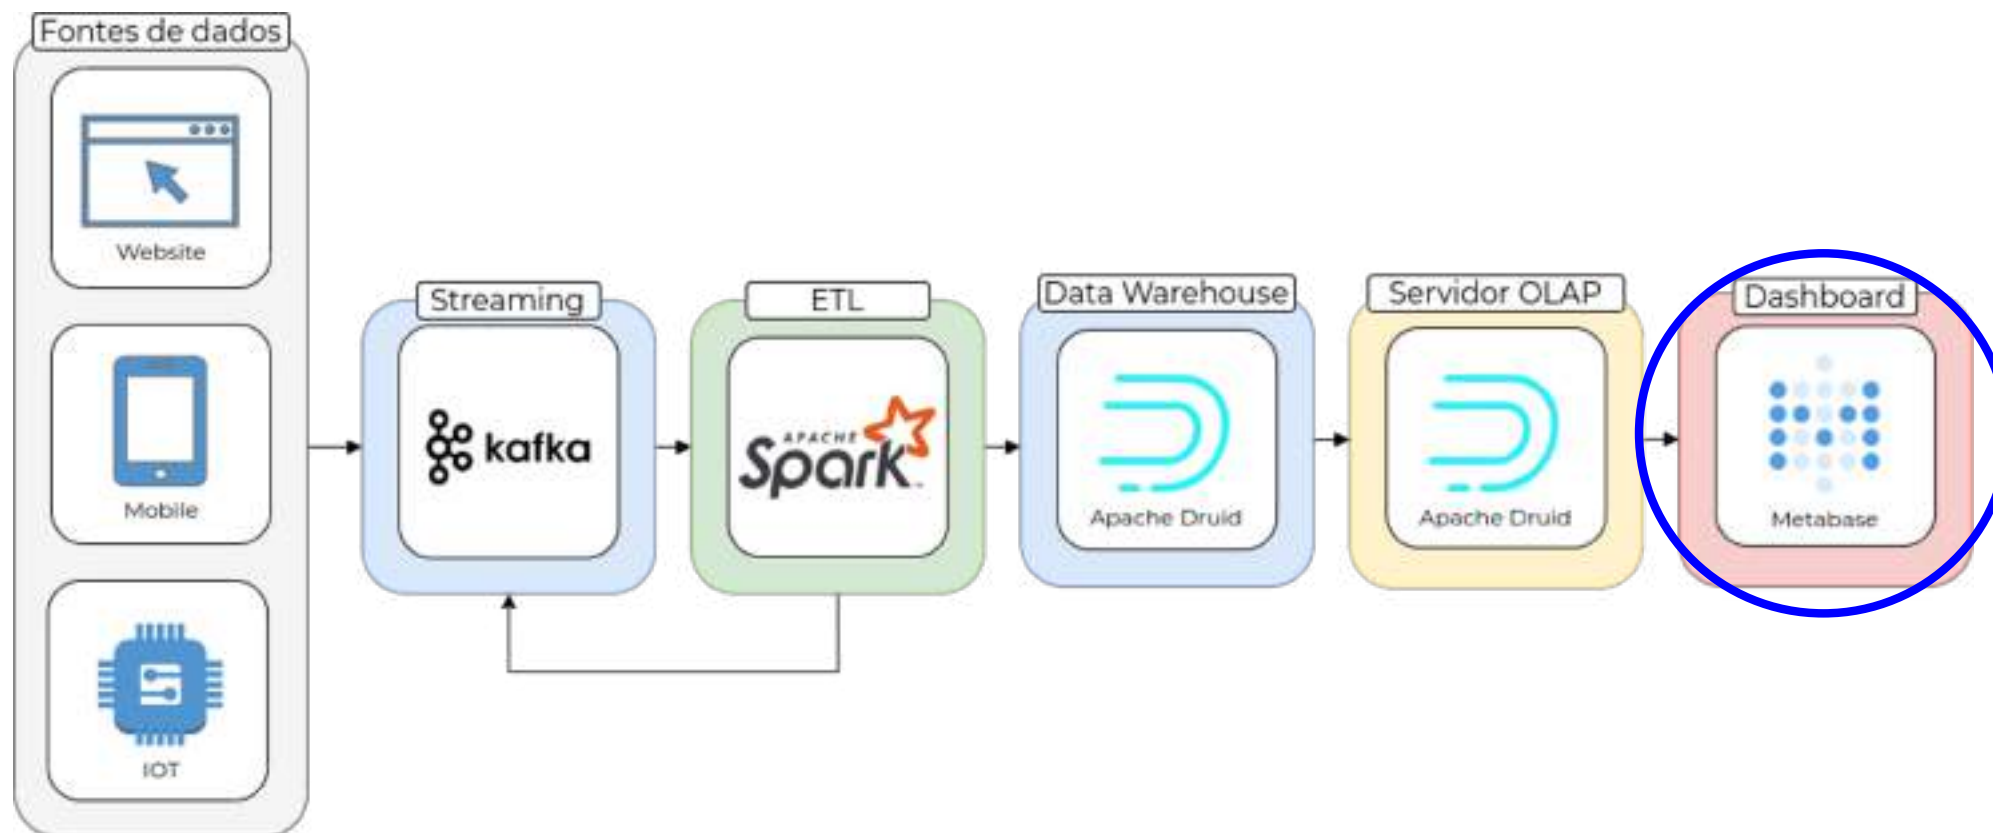 Fontes de dados
Website
Mobile
IOT
Streaming
kafka
ETL
APACHE
Spark
Data Warehouse
Apache Druid
Servidor OLAP
Apache Druid
Dashboard
Metabase